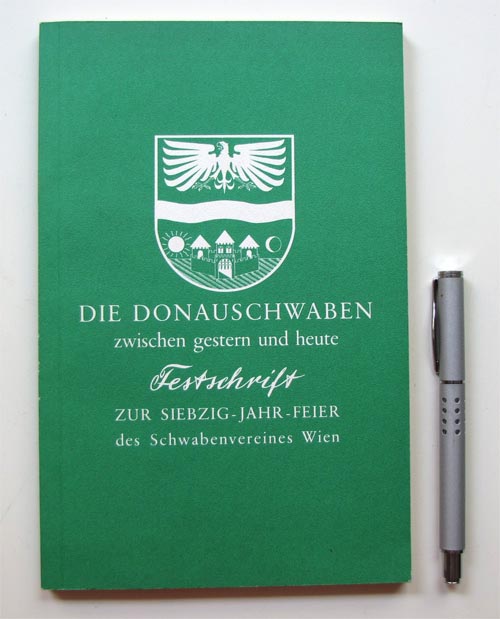 DIE DONAUSCHWABEN
zwischen gestern und heute
Festschrift
ZUR SIEBZIG-JAHR-FEIER
des Schwabenvereines Wien